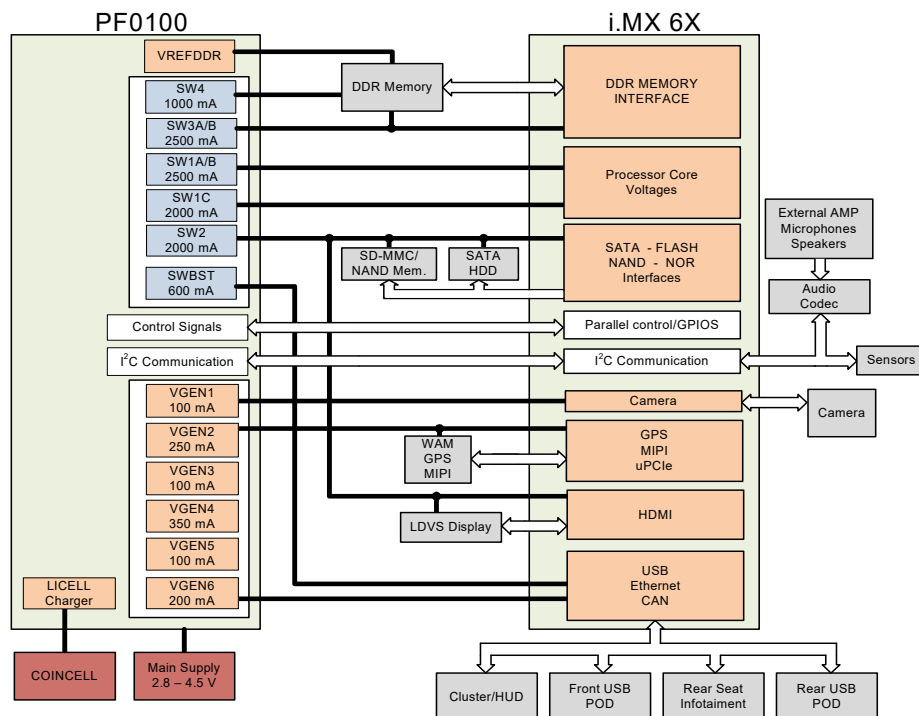 PF0100
i.MX 6X
VREFDDR
SW4
1000 mA
SW3A/B
2500 mA
SW1A/B
2500 mA
SW1C
2000 mA
SW2
2000 mA
SWBST
600 mA
Control Signals
I²C Communication
VGEN1
100 mA
VGEN2
250 mA
VGEN3
100 mA
VGEN4
350 mA
VGEN5
100 mA
VGEN6
200 mA
LICELL
Charger
COINCELL
Main Supply
2.8 – 4.5 V
DDR Memory
SD-MMC/
NAND Mem.
SATA
HDD
WAM
GPS
MIPI
LDVS Display
DDR MEMORY
INTERFACE
Processor Core
Voltages
SATA - FLASH
NAND - NOR
Interfaces
Parallel control/GPIOS
I²C Communication
Camera
GPS
MIPI
uPCIe
HDMI
USB
Ethernet
CAN
External AMP
Microphones
Speakers
Audio
Codec
Sensors
Camera
Cluster/HUD
Front USB
POD
Rear Seat
Infotaiment
Rear USB
POD